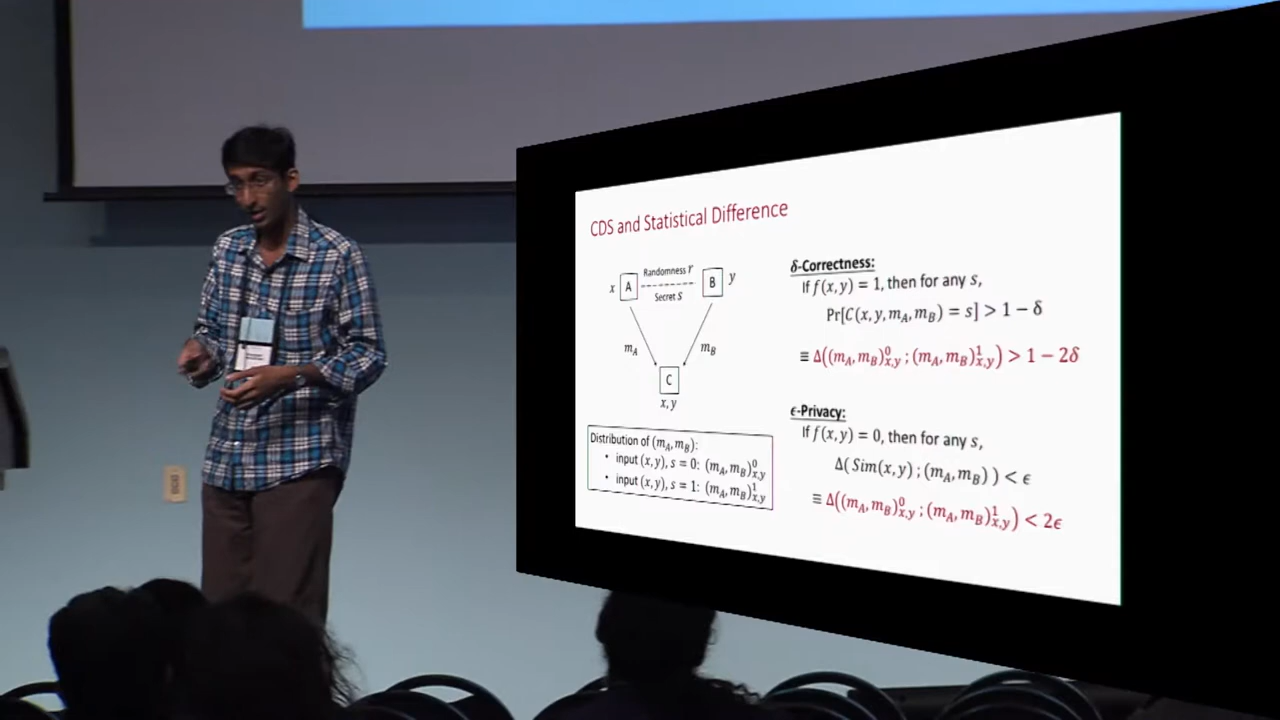 CDS and Statistical Difference
Randomness r
x A B y
Secret S
m_A m_B
C
x, y
Distribution of (m_A, m_B):
• input (x, y), s = 0: (m_A, m_B)^0_{x,y}
• input (x, y), s = 1: (m_A, m_B)^1_{x,y}
δ-Correctness:
If f(x, y) = 1, then for any s,
Pr[C(x, y, m_A, m_B) = s] > 1 − δ
≡ Δ((m_A, m_B)^0_{x,y} ; (m_A, m_B)^1_{x,y}) > 1 − 2δ
ϵ-Privacy:
If f(x, y) = 0, then for any s,
Δ( Sim(x, y) ; (m_A, m_B) ) < ϵ
≡ Δ((m_A, m_B)^0_{x,y} ; (m_A, m_B)^1_{x,y}) < 2ϵ